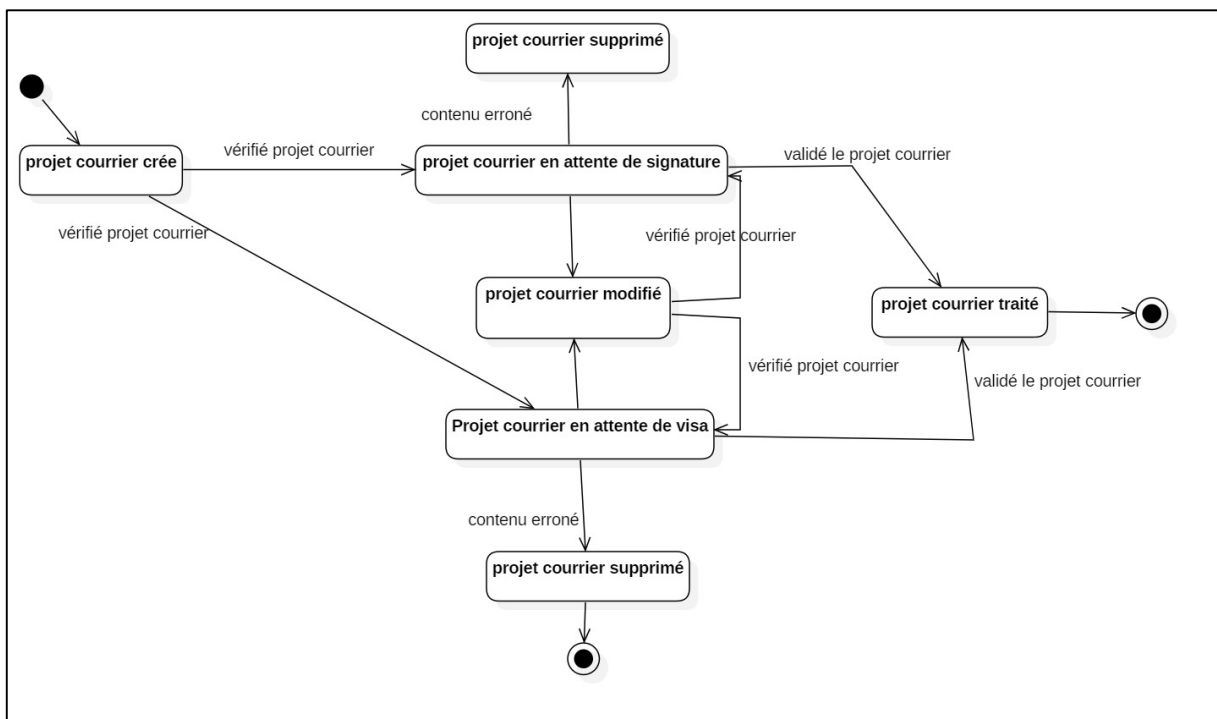 projet courrier supprimé
contenu erroné
projet courrier crée
vérifié projet courrier
projet courrier en attente de signature
validé le projet courrier
vérifié projet courrier
vérifié projet courrier
projet courrier modifié
projet courrier traité
vérifié projet courrier
validé le projet courrier
Projet courrier en attente de visa
contenu erroné
projet courrier supprimé